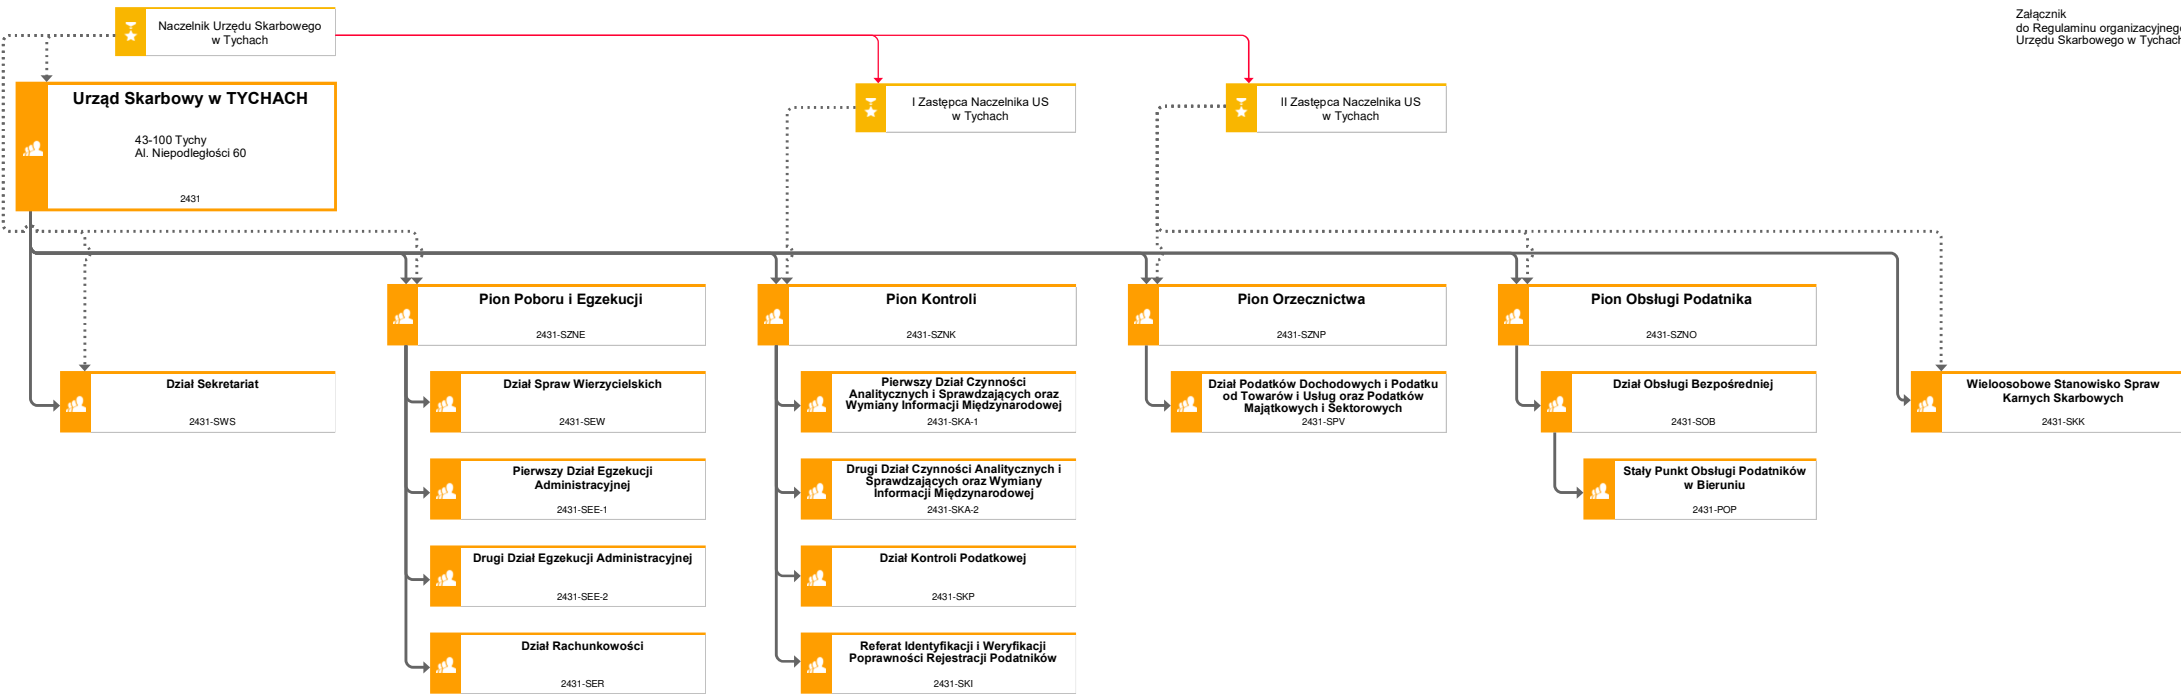 Załącznik
do Regulaminu organizacyjnego
Urzędu Skarbowego w Tychach
Naczelnik Urzędu Skarbowego
w Tychach
Urząd Skarbowy w TYCHACH
43-100 Tychy
Al. Niepodległości 60
2431
I Zastępca Naczelnika US
w Tychach
II Zastępca Naczelnika US
w Tychach
Pion Poboru i Egzekucji
2431-SZNE
Pion Kontroli
2431-SZNK
Pion Orzecznictwa
2431-SZNP
Pion Obsługi Podatnika
2431-SZNO
Dział Sekretariat
2431-SWS
Dział Spraw Wierzycielskich
2431-SEW
Pierwszy Dział Czynności
Analitycznych i Sprawdzających oraz
Wymiany Informacji Międzynarodowej
2431-SKA-1
Dział Podatków Dochodowych i Podatku
od Towarów i Usług oraz Podatków
Majątkowych i Sektorowych
2431-SPV
Dział Obsługi Bezpośredniej
2431-SOB
Wieloosobowe Stanowisko Spraw
Karnych Skarbowych
2431-SKK
Pierwszy Dział Egzekucji
Administracyjnej
2431-SEE-1
Drugi Dział Czynności Analitycznych i
Sprawdzających oraz Wymiany
Informacji Międzynarodowej
2431-SKA-2
Stały Punkt Obsługi Podatników
w Bieruniu
2431-POP
Drugi Dział Egzekucji Administracyjnej
2431-SEE-2
Dział Kontroli Podatkowej
2431-SKP
Dział Rachunkowości
2431-SER
Referat Identyfikacji i Weryfikacji
Poprawności Rejestracji Podatników
2431-SKI